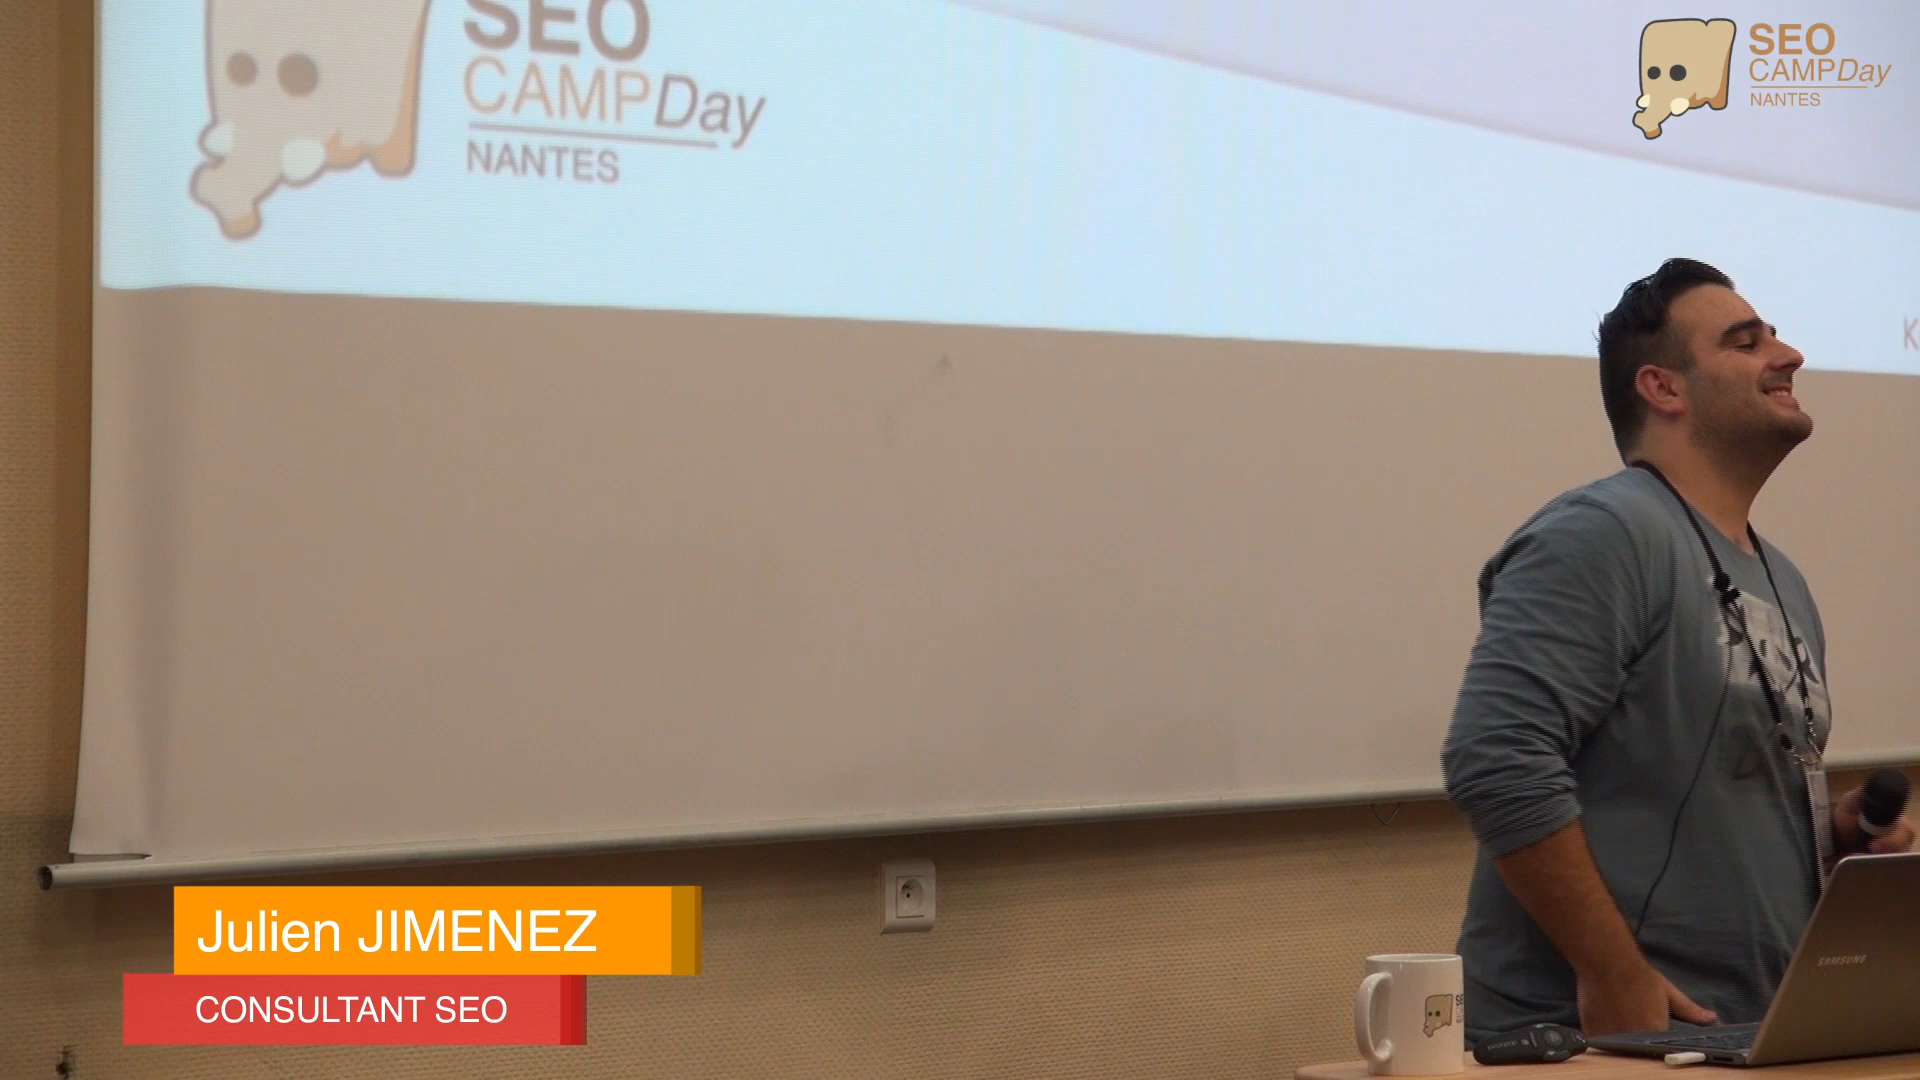 SEO
CAMPDay
NANTES
SEO
CAMPDay
NANTES
K
SAMSUNG
Julien JIMENEZ
CONSULTANT SEO